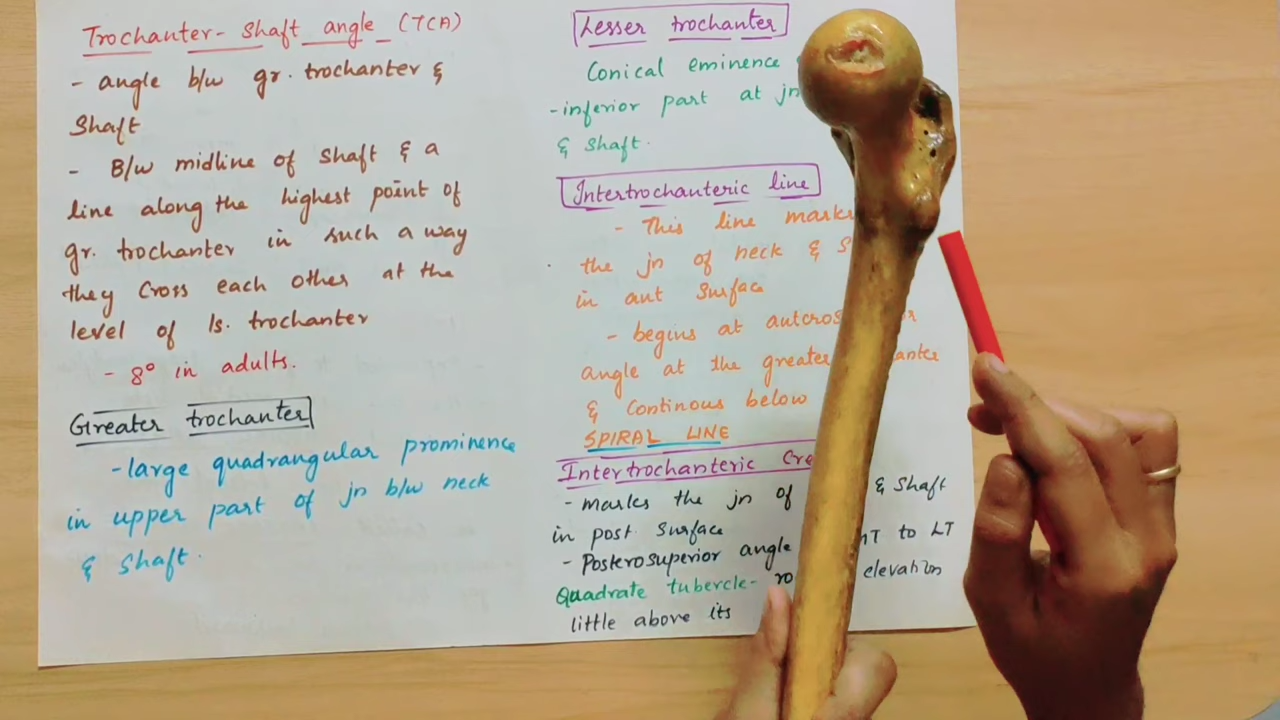 Trochanter-Shaft angle (TCA)
- angle b/w gr. trochanter &
Shaft
- B/w midline of Shaft & a
line along the highest point of
gr. trochanter in such a way
they cross each other at the
level of ls. trochanter
- 8° in adults.
Greater trochanter
- large quadrangular prominence
in upper part of jn b/w neck
& Shaft.
Lesser trochanter
Conical eminence
- inferior part at jn
& Shaft.
Intertrochanteric line
- This line marks
the jn of neck & S
in ant Surface
- begins at
angle at the greater
& Continous below
SPIRAL LINE
Intertrochanteric Cre
- marks the jn of & Shaft
in post. Surface
- Posterosuperior angle to LT
Quadrate tubercle- elevation
little above its